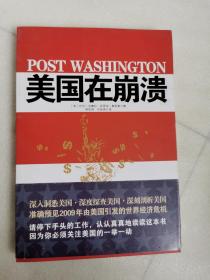 POST WASHINGTON
美国在崩溃
深入洞悉美国·深度探查美国·深刻剖析美国
准确预见2009年由美国引发的世界经济危机
请停下手头的工作，认认真真地读读这本书
因为你必须关注美国的一举一动